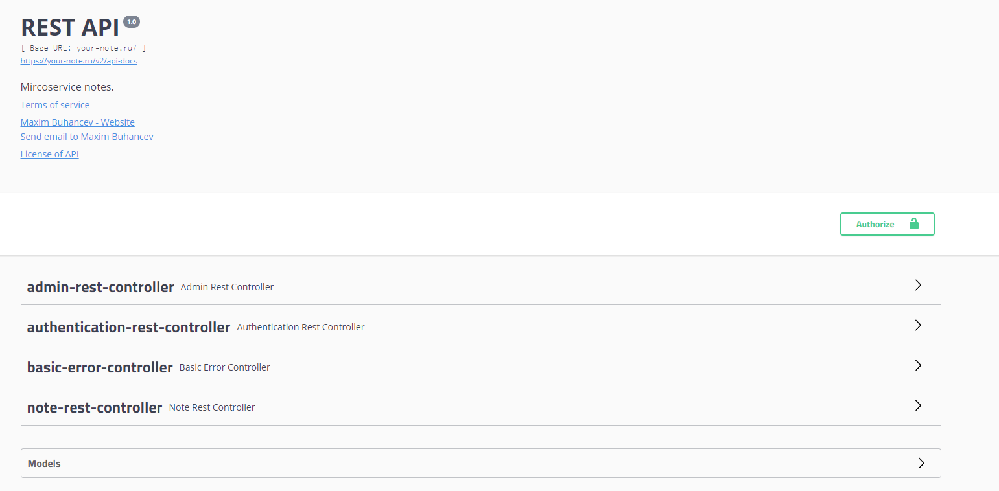 REST API 1.0
[ Base URL: your-note.ru/ ]
https://your-note.ru/v2/api-docs
Mircoservice notes.
Terms of service
Maxim Buhancev - Website
Send email to Maxim Buhancev
License of API
Authorize
admin-rest-controller Admin Rest Controller
authentication-rest-controller Authentication Rest Controller
basic-error-controller Basic Error Controller
note-rest-controller Note Rest Controller
Models